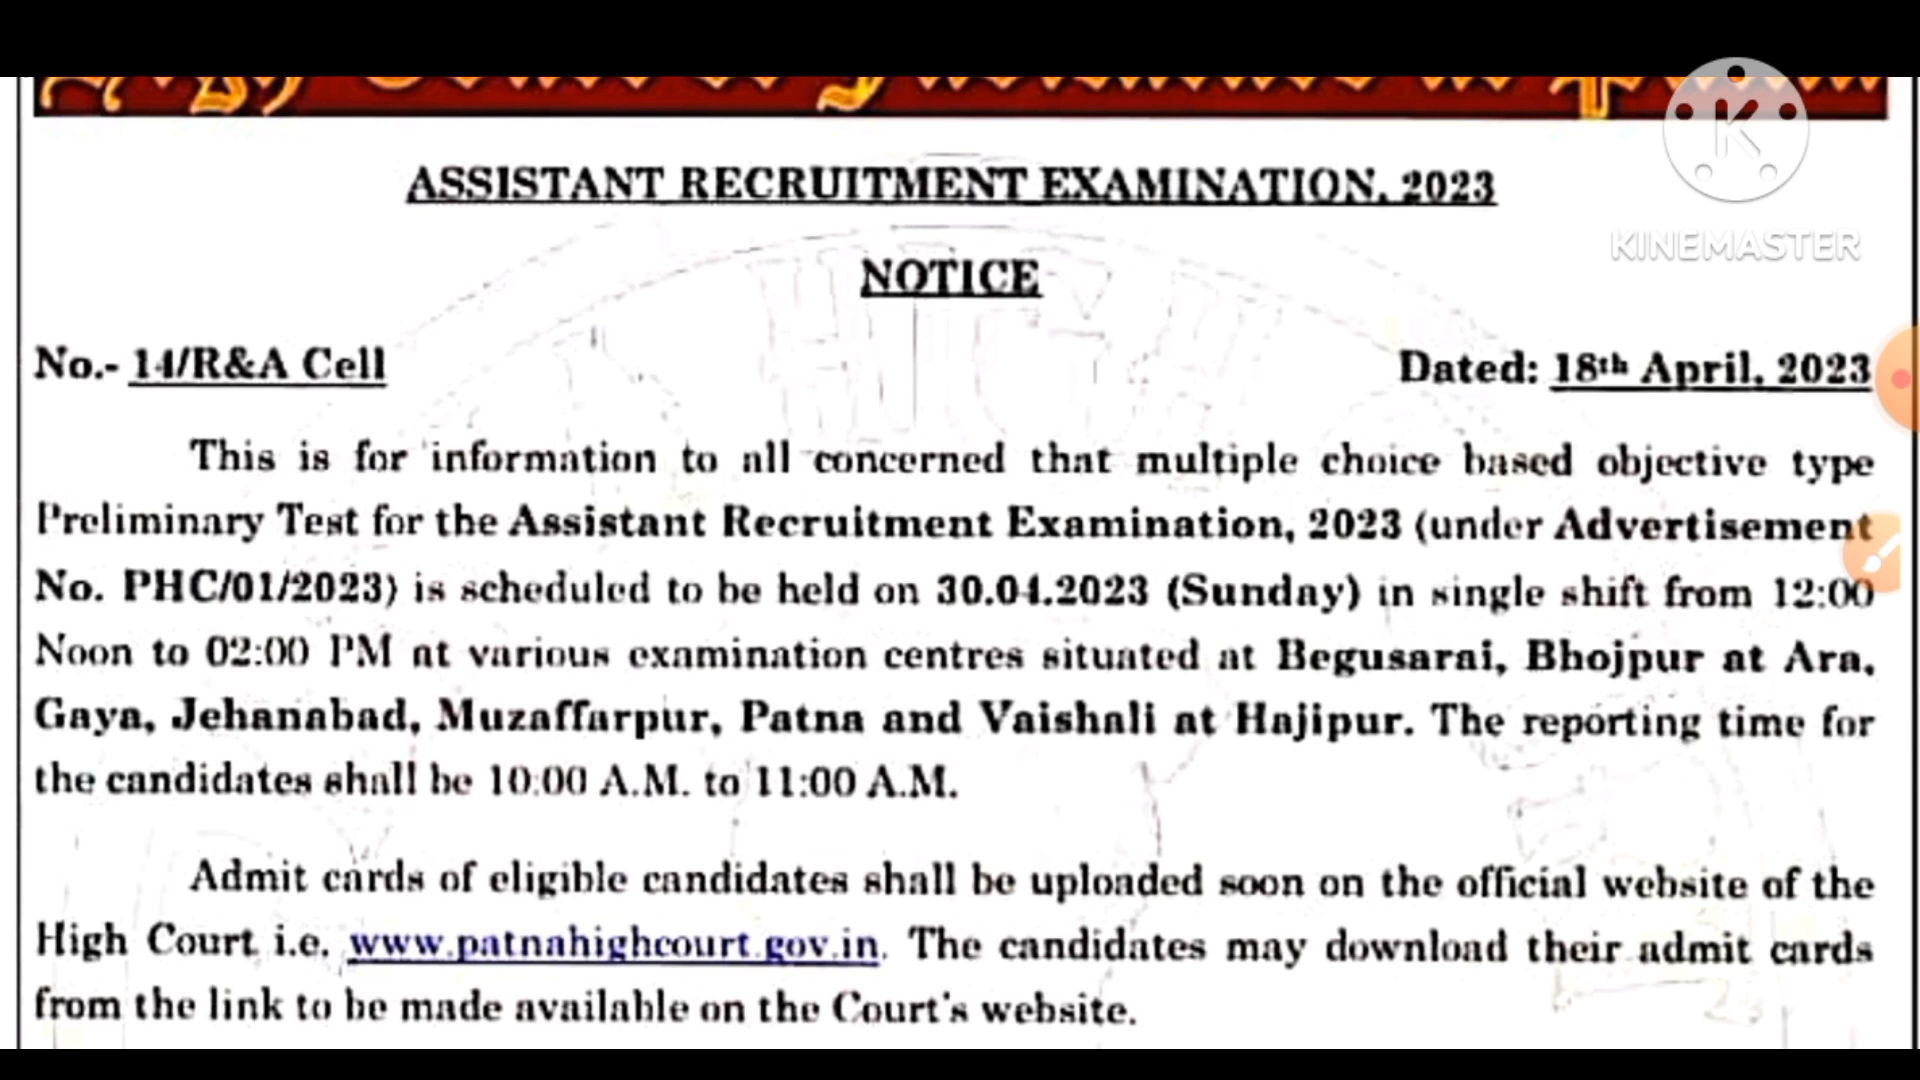 KINEMASTER
ASSISTANT RECRUITMENT EXAMINATION, 2023
NOTICE
No.- 14/R&A Cell
Dated: 18th April, 2023
This is for information to all concerned that multiple choice based objective type
Preliminary Test for the Assistant Recruitment Examination, 2023 (under Advertisement
No. PHC/01/2023) is scheduled to be held on 30.04.2023 (Sunday) in single shift from 12:00
Noon to 02:00 PM at various examination centres situated at Begusarai, Bhojpur at Ara,
Gaya, Jehanabad, Muzaffarpur, Patna and Vaishali at Hajipur. The reporting time for
the candidates shall be 10:00 A.M. to 11:00 A.M.
Admit cards of eligible candidates shall be uploaded soon on the official website of the
High Court i.e. www.patnahighcourt.gov.in. The candidates may download their admit cards
from the link to be made available on the Court's website.